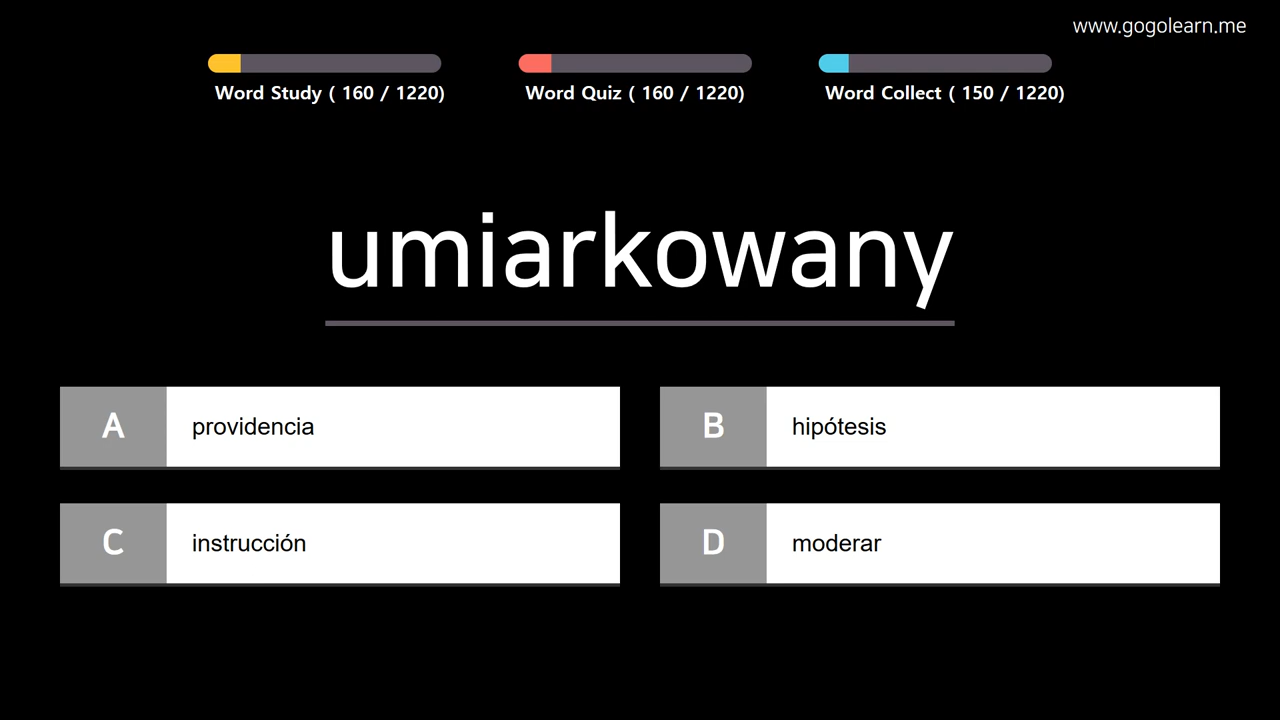 www.gogolearn.me
Word Study ( 160 / 1220)
Word Quiz ( 160 / 1220)
Word Collect ( 150 / 1220)
umiarkowany
A providencia
B hipótesis
C instrucción
D moderar